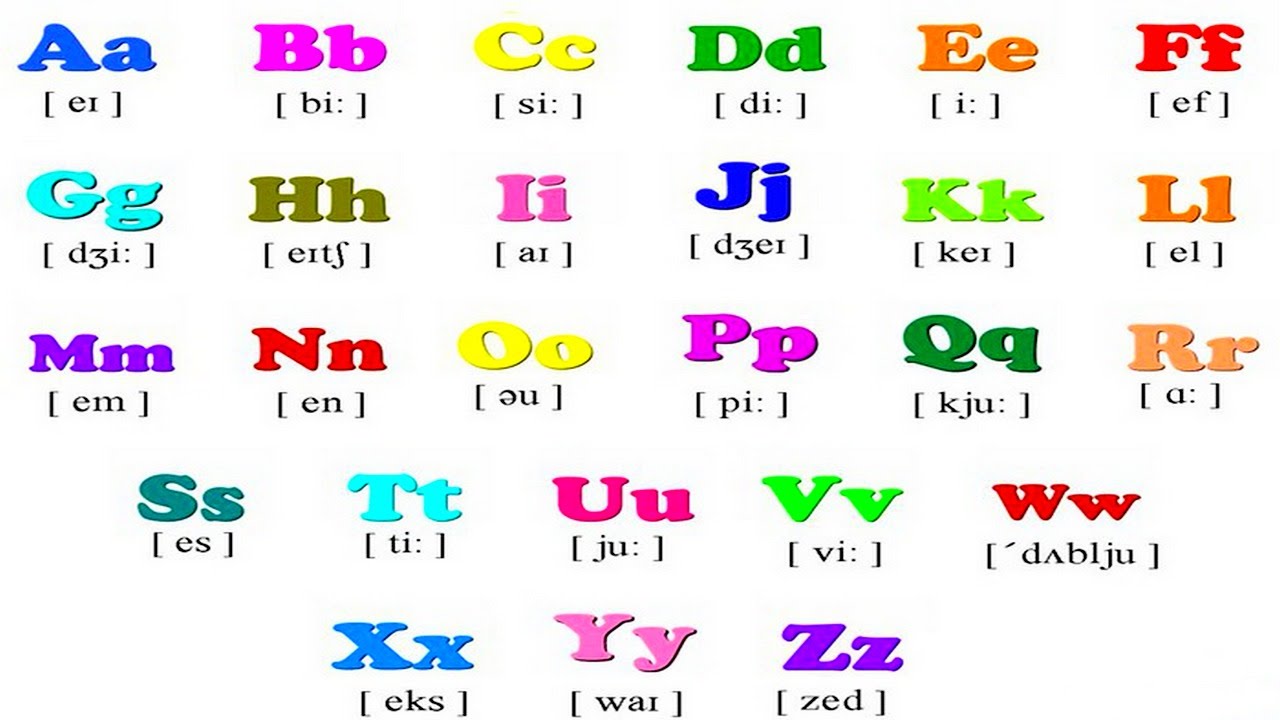 Aa Bb Cc Dd Ee Ff
[ eɪ ] [ bi: ] [ si: ] [ di: ] [ i: ] [ ef ]
Gg Hh Ii Jj Kk Ll
[ dʒi: ] [ eɪtʃ ] [ aɪ ] [ dʒeɪ ] [ keɪ ] [ el ]
Mm Nn Oo Pp Qq Rr
[ em ] [ en ] [ əu ] [ pi: ] [ kju: ] [ ɑ: ]
Ss Tt Uu Vv Ww
[ es ] [ ti: ] [ ju: ] [ vi: ] [ ´dʌblju ]
Xx Yy Zz
[ eks ] [ waɪ ] [ zed ]